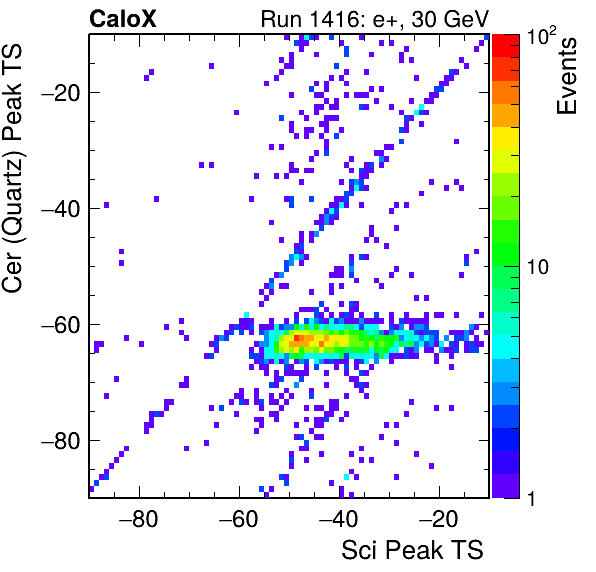 CaloX Run 1416: e+, 30 GeV
Cer (Quartz) Peak TS
−20
−40
−60
−80
−80 −60 −40 −20
Sci Peak TS
10²
10
1
Events